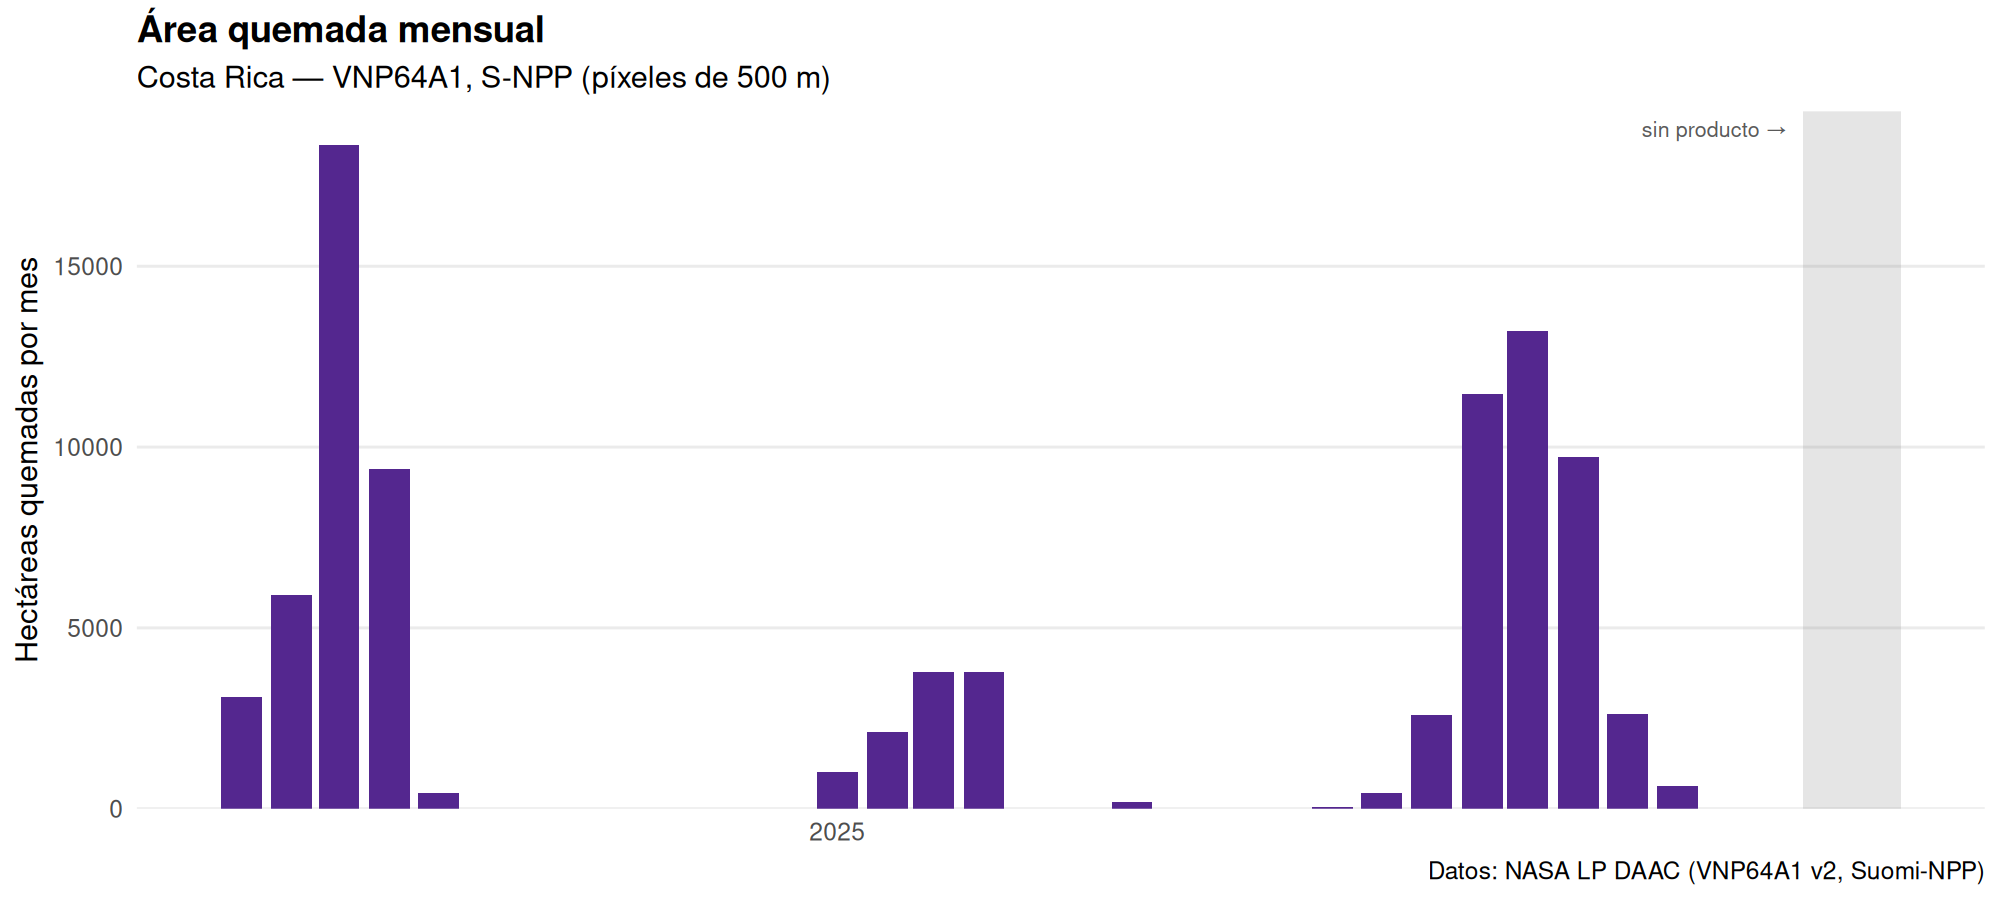 Área quemada mensual
Costa Rica — VNP64A1, S-NPP (píxeles de 500 m)
sin producto →
Hectáreas quemadas por mes
15000
10000
5000
0
2025
Datos: NASA LP DAAC (VNP64A1 v2, Suomi-NPP)